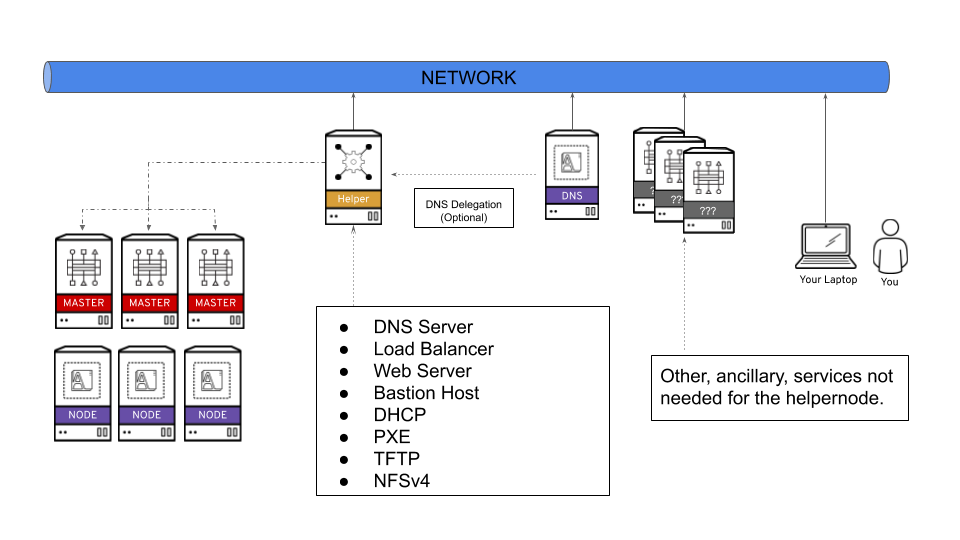 NETWORK
Helper
DNS
???
???
???
DNS Delegation
(Optional)
MASTER
MASTER
MASTER
Your Laptop
You
● DNS Server
● Load Balancer
● Web Server
● Bastion Host
● DHCP
● PXE
● TFTP
● NFSv4
Other, ancillary, services not
needed for the helpernode.
NODE
NODE
NODE